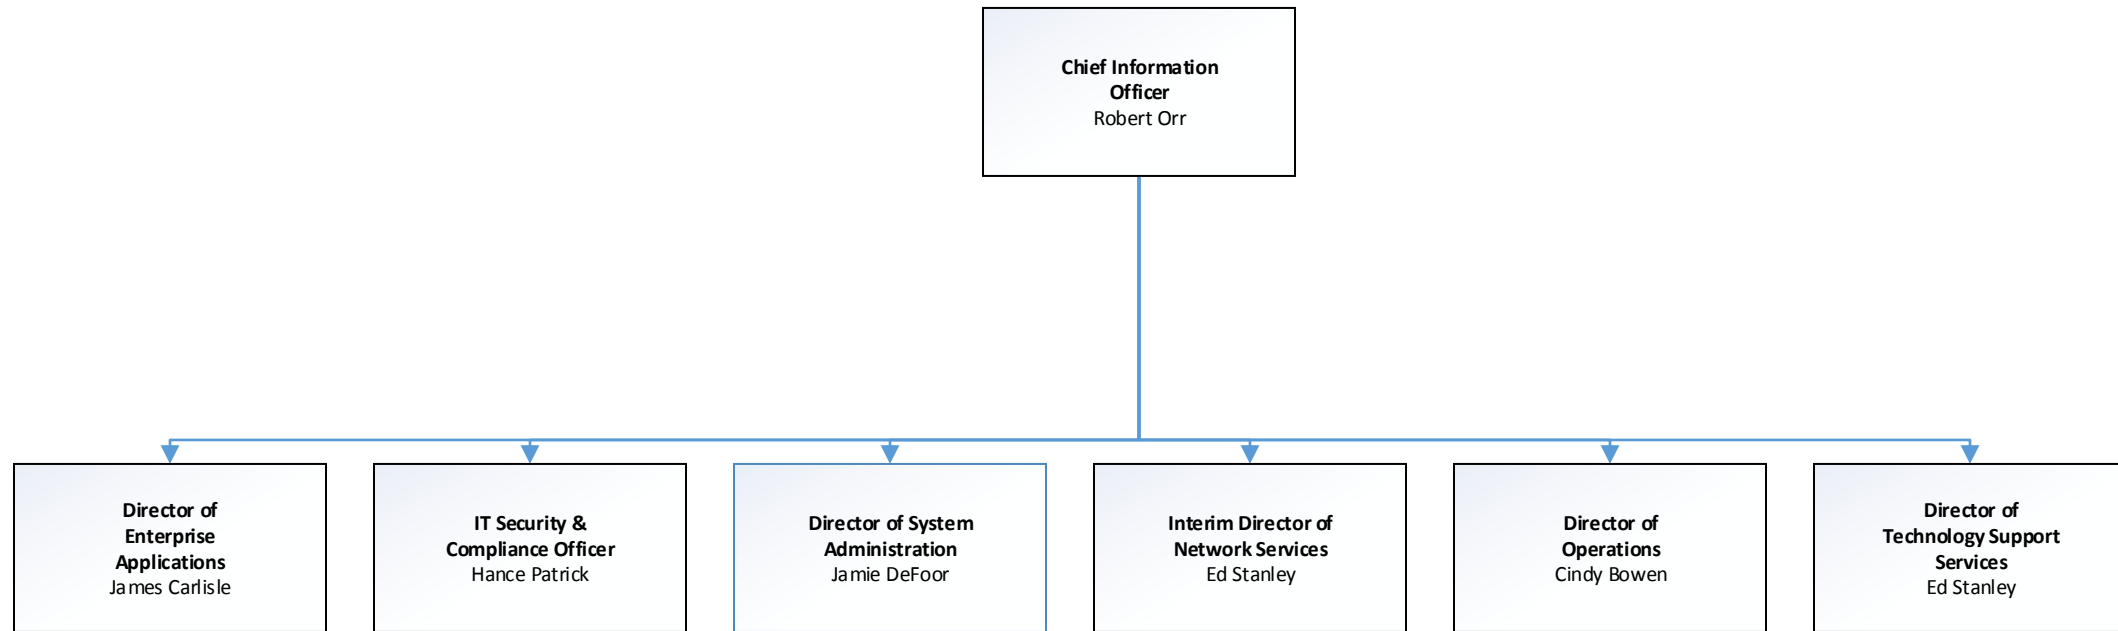 Chief Information
Officer
Robert Orr
Director of
Enterprise
Applications
James Carlisle
IT Security &
Compliance Officer
Hance Patrick
Director of System
Administration
Jamie DeFoor
Interim Director of
Network Services
Ed Stanley
Director of
Operations
Cindy Bowen
Director of
Technology Support
Services
Ed Stanley